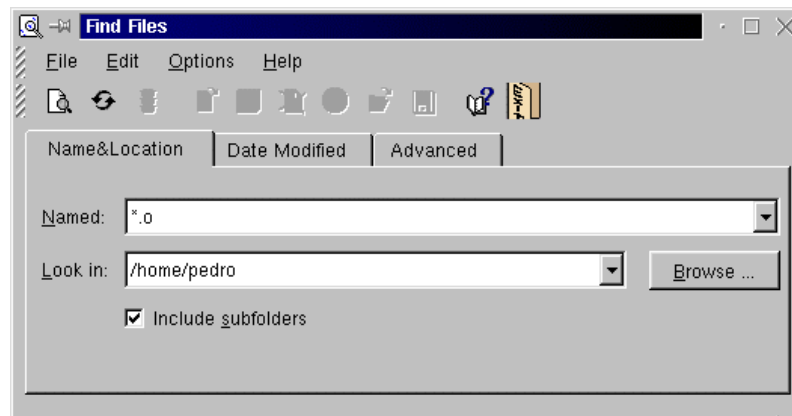 Find Files
File Edit Options Help
EXIT
Name&Location Date Modified Advanced
Named: *.o
Look in: /home/pedro Browse ...
Include subfolders